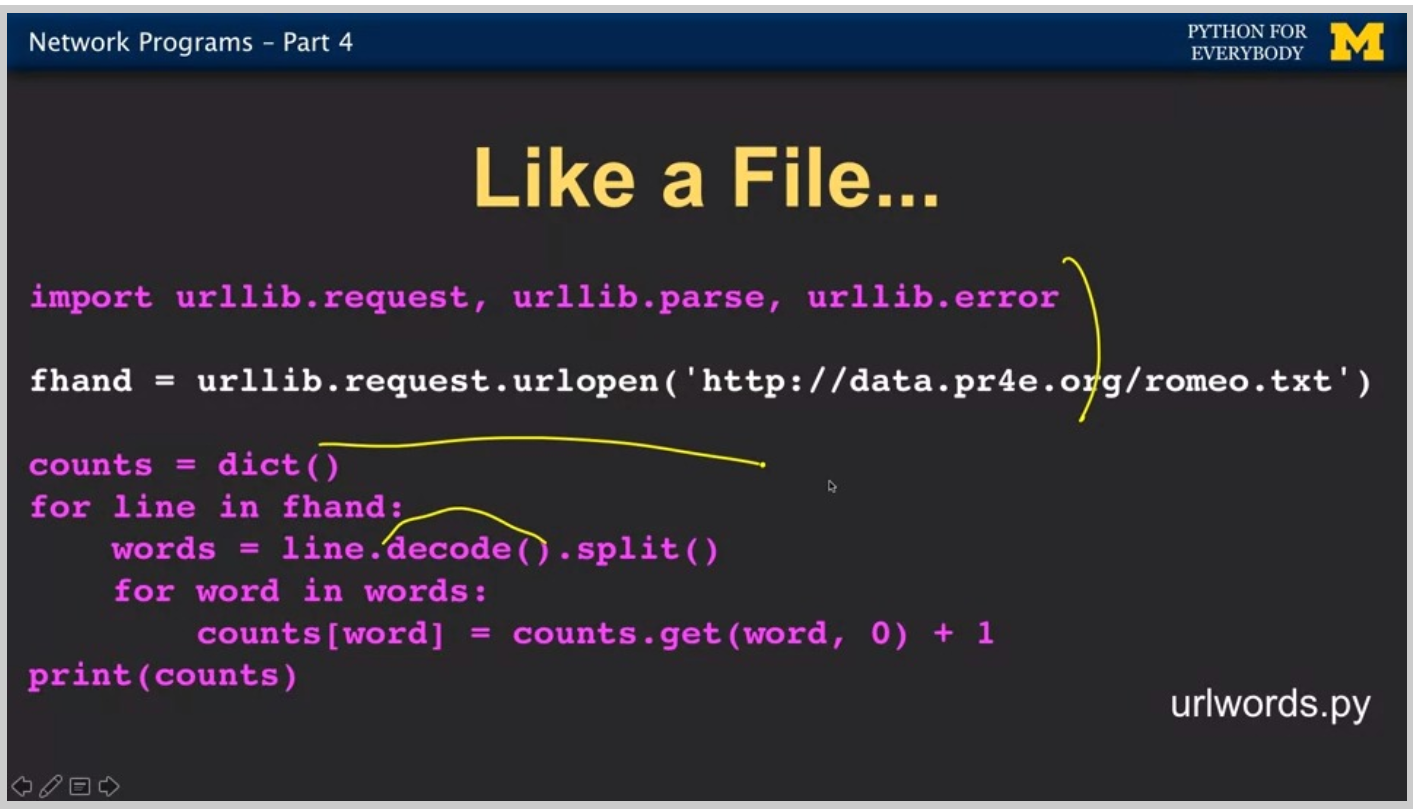 Network Programs – Part 4
PYTHON FOR
EVERYBODY
M
Like a File...
import urllib.request, urllib.parse, urllib.error
fhand = urllib.request.urlopen('http://data.pr4e.org/romeo.txt')
counts = dict()
for line in fhand:
    words = line.decode().split()
    for word in words:
        counts[word] = counts.get(word, 0) + 1
print(counts)
urlwords.py